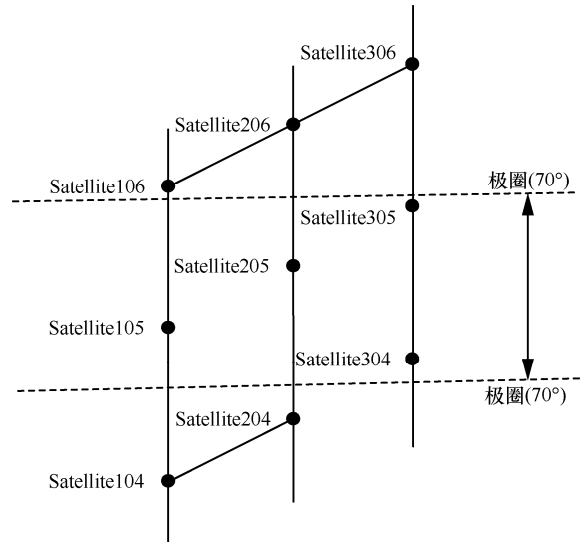 Satellite306
Satellite206
Satellite106
极圈(70°)
Satellite305
Satellite205
Satellite105
Satellite304
极圈(70°)
Satellite204
Satellite104